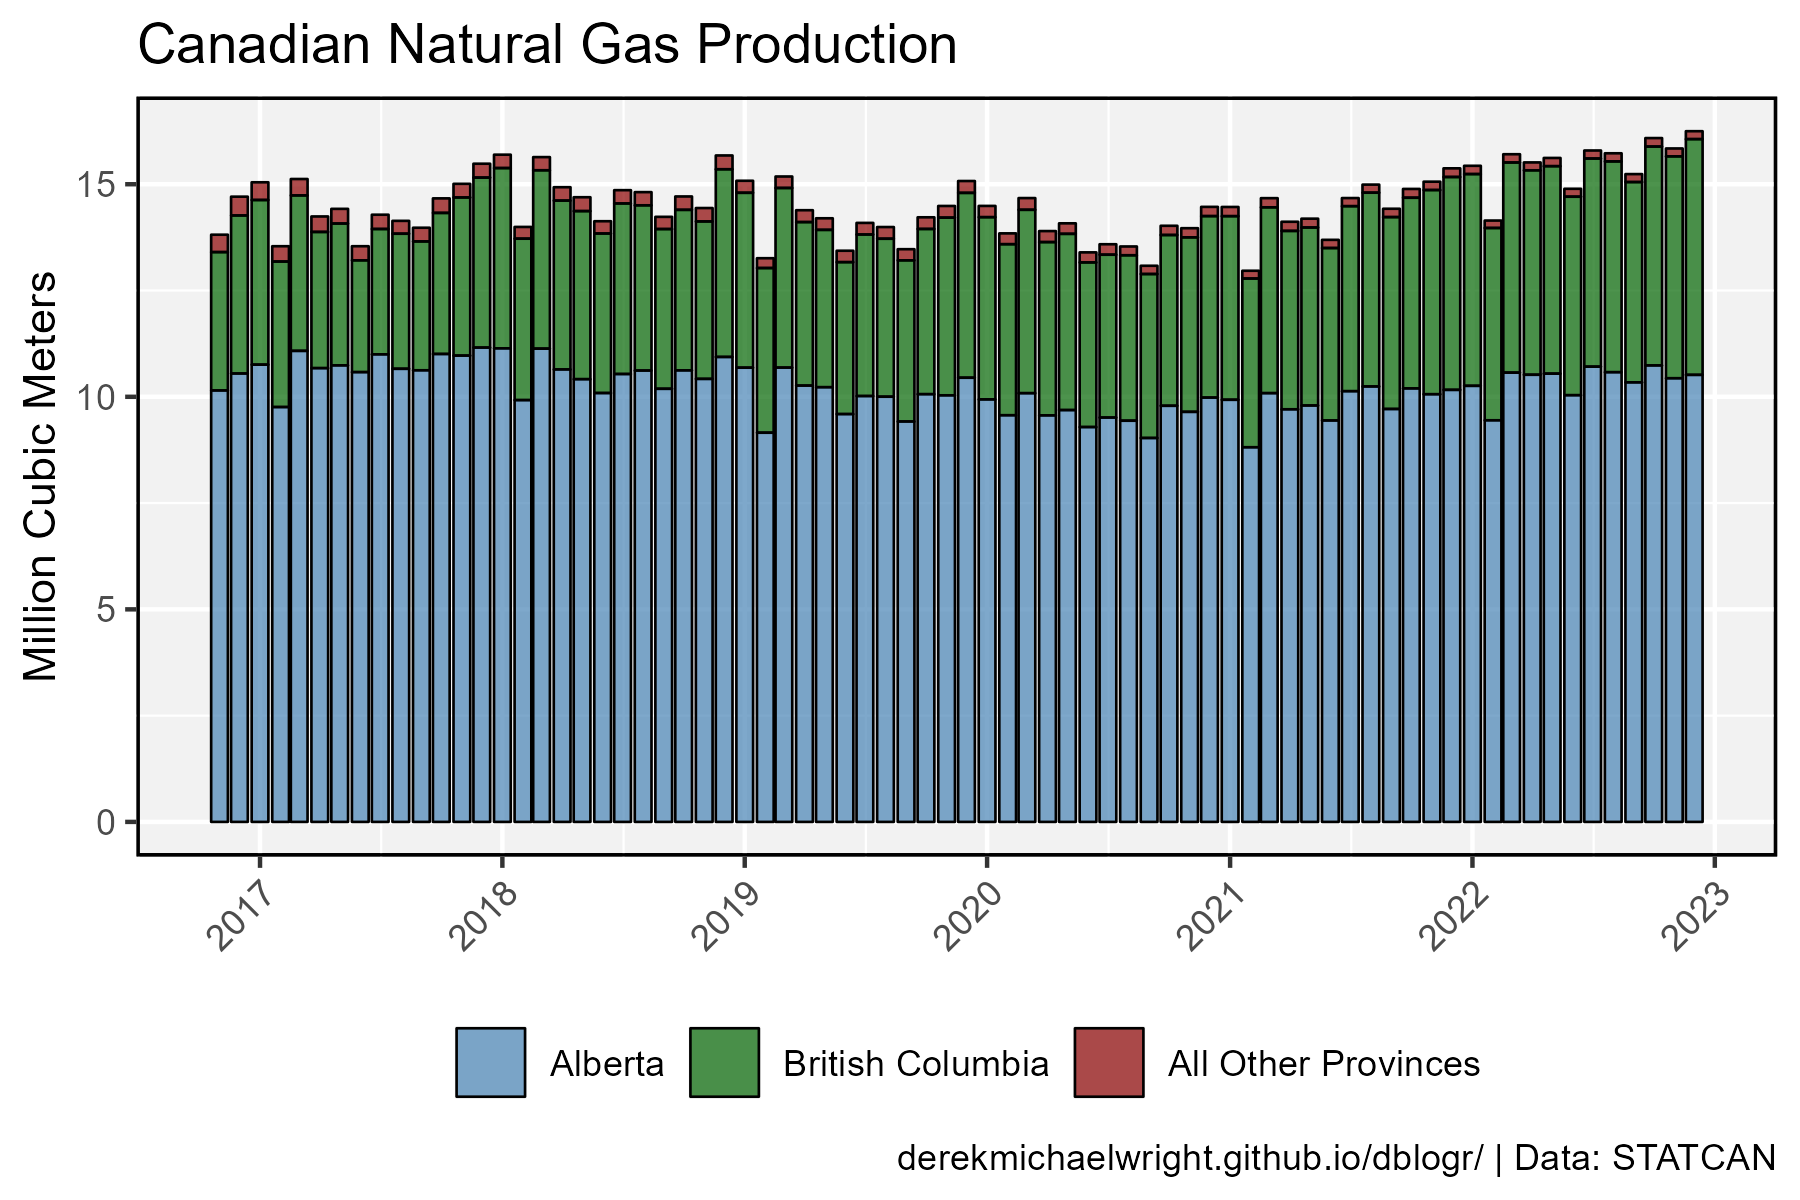 Canadian Natural Gas Production
Million Cubic Meters
15
10
5
0
2017
2018
2019
2020
2021
2022
2023
Alberta
British Columbia
All Other Provinces
derekmichaelwright.github.io/dblogr/ | Data: STATCAN